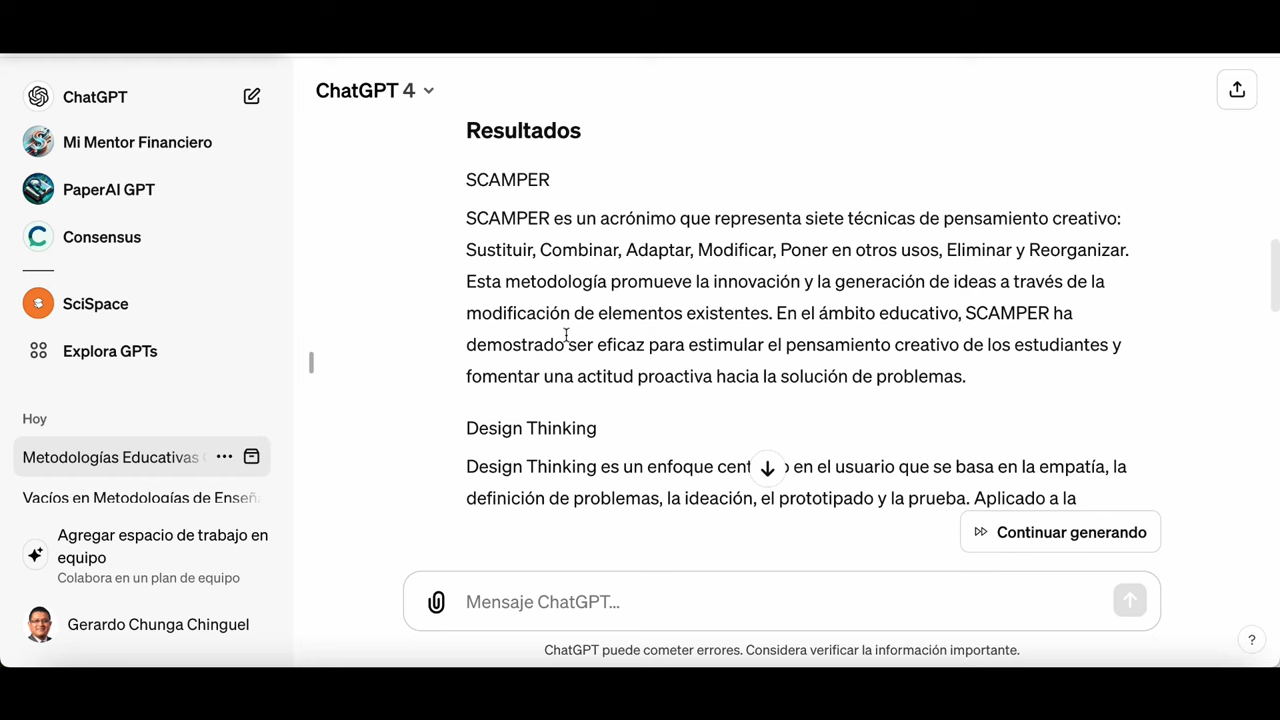 ChatGPT
Mi Mentor Financiero
PaperAI GPT
Consensus
SciSpace
Explora GPTs
Hoy
Metodologías Educativas
Vacíos en Metodologías de Enseñ
Agregar espacio de trabajo en
equipo
Colabora en un plan de equipo
Gerardo Chunga Chinguel
ChatGPT 4
Resultados
SCAMPER
SCAMPER es un acrónimo que representa siete técnicas de pensamiento creativo:
Sustituir, Combinar, Adaptar, Modificar, Poner en otros usos, Eliminar y Reorganizar.
Esta metodología promueve la innovación y la generación de ideas a través de la
modificación de elementos existentes. En el ámbito educativo, SCAMPER ha
demostrado ser eficaz para estimular el pensamiento creativo de los estudiantes y
fomentar una actitud proactiva hacia la solución de problemas.
Design Thinking
Design Thinking es un enfoque cent o en el usuario que se basa en la empatía, la
definición de problemas, la ideación, el prototipado y la prueba. Aplicado a la
Continuar generando
Mensaje ChatGPT...
ChatGPT puede cometer errores. Considera verificar la información importante.
?